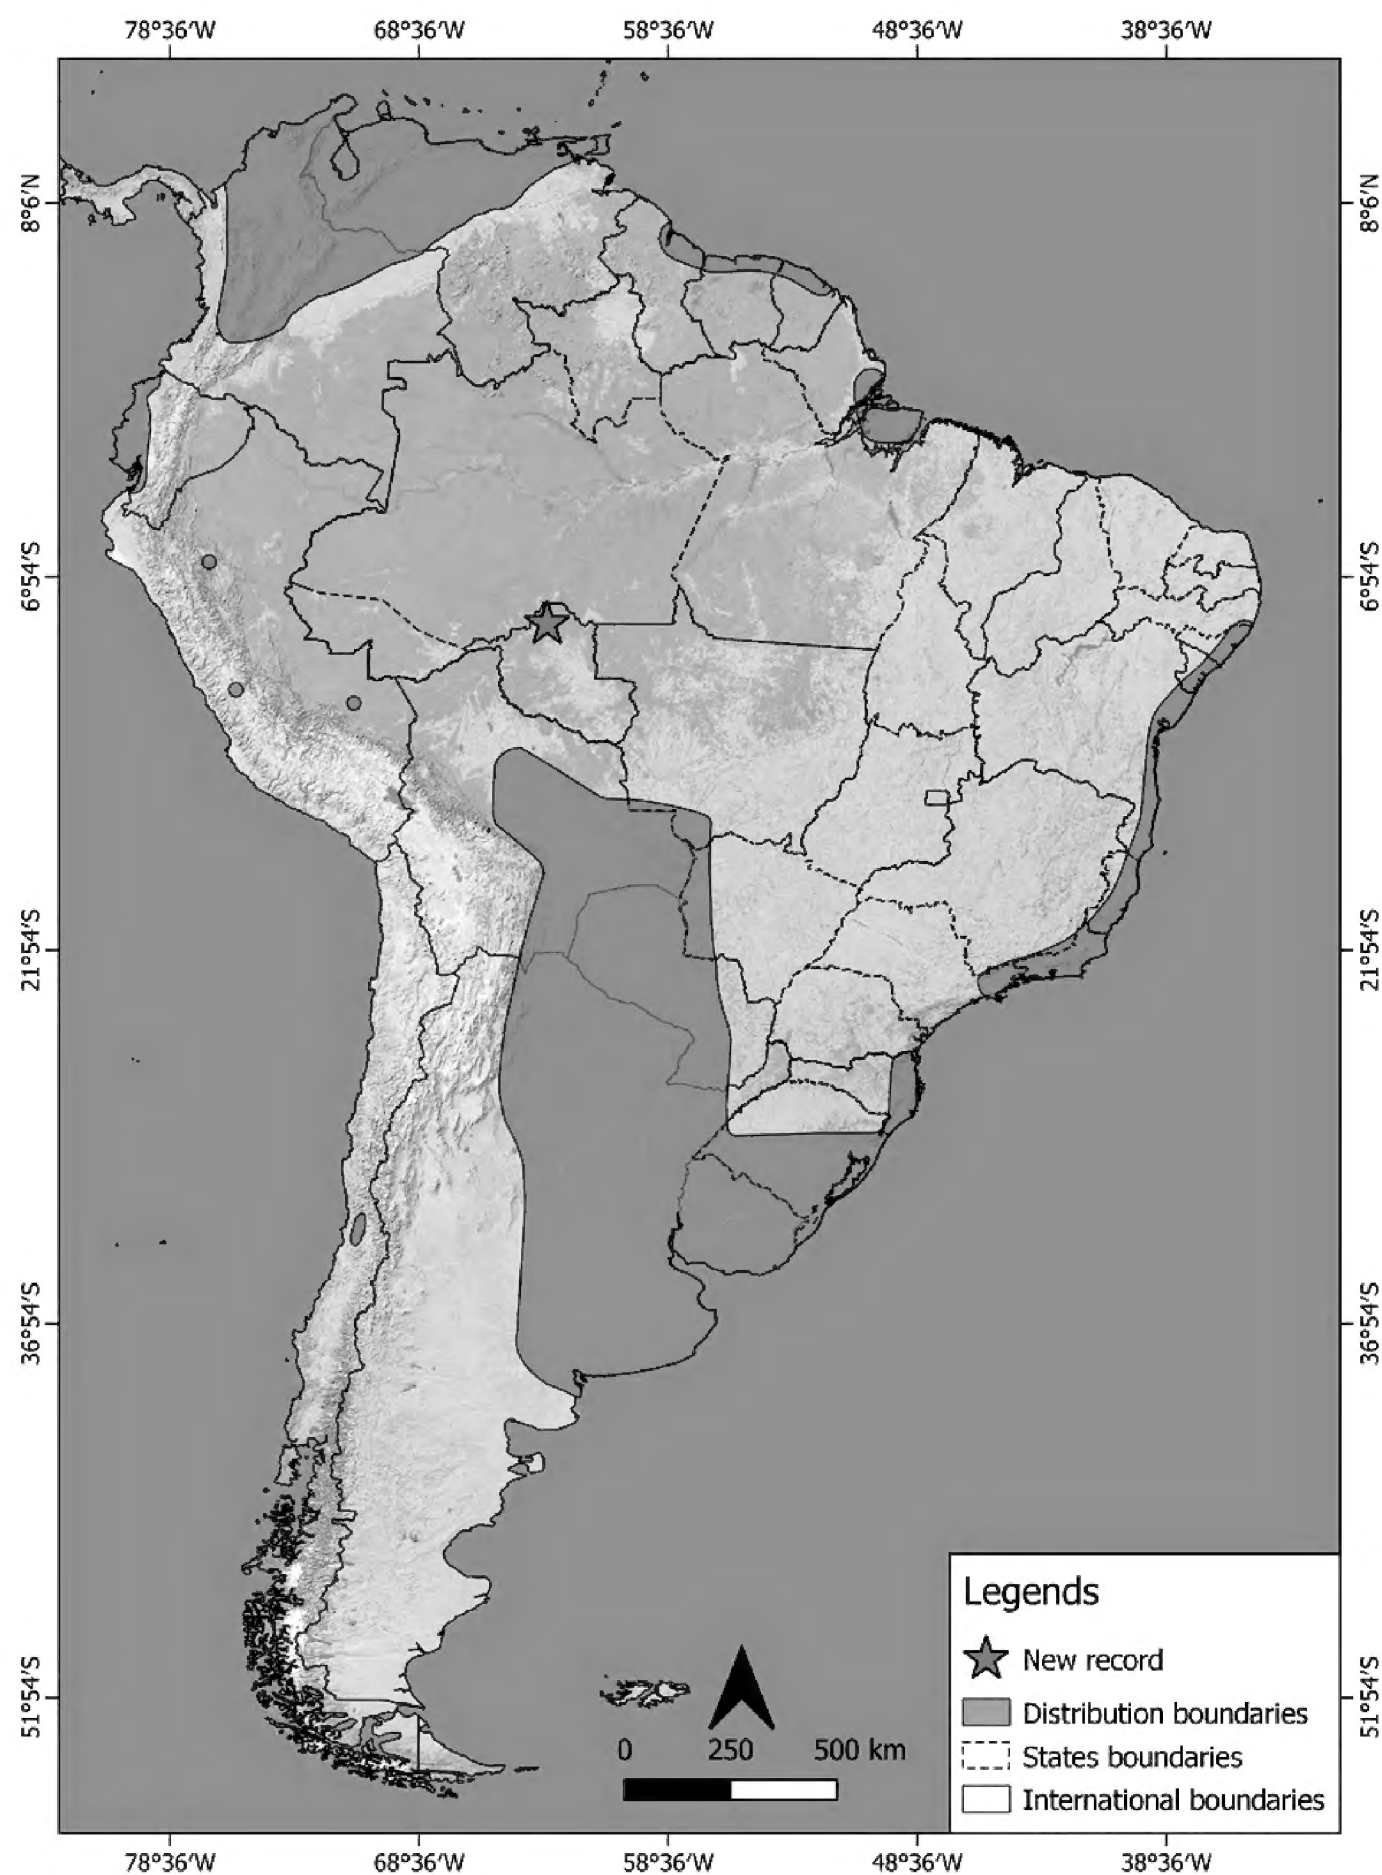 78°36′W 68°36′W 58°36′W 48°36′W 38°36′W
8°6′N 8°6′N
6°54′S 6°54′S
21°54′S 21°54′S
36°54′S 36°54′S
51°54′S 51°54′S
Legends
New record
Distribution boundaries
States boundaries
International boundaries
0 250 500 km
78°36′W 68°36′W 58°36′W 48°36′W 38°36′W